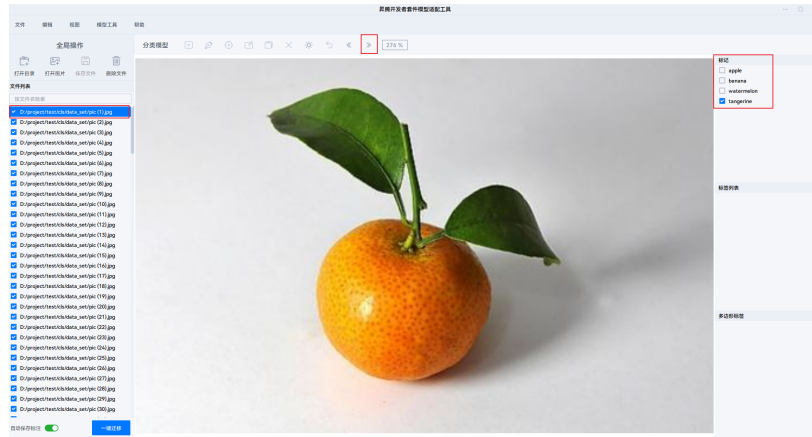 昇腾开发者套件模型适配工具
文件 编辑 视图 模型工具 帮助
全局操作
分类模型
276 %
打开目录 打开图片 保存文件 删除文件
文件列表
按文件名搜索
D:/project/test/cls/data_set/pic (1).jpg
D:/project/test/cls/data_set/pic (2).jpg
D:/project/test/cls/data_set/pic (3).jpg
D:/project/test/cls/data_set/pic (4).jpg
D:/project/test/cls/data_set/pic (5).jpg
D:/project/test/cls/data_set/pic (6).jpg
D:/project/test/cls/data_set/pic (7).jpg
D:/project/test/cls/data_set/pic (8).jpg
D:/project/test/cls/data_set/pic (9).jpg
D:/project/test/cls/data_set/pic (10).jpg
D:/project/test/cls/data_set/pic (11).jpg
D:/project/test/cls/data_set/pic (12).jpg
D:/project/test/cls/data_set/pic (13).jpg
D:/project/test/cls/data_set/pic (14).jpg
D:/project/test/cls/data_set/pic (15).jpg
D:/project/test/cls/data_set/pic (16).jpg
D:/project/test/cls/data_set/pic (17).jpg
D:/project/test/cls/data_set/pic (18).jpg
D:/project/test/cls/data_set/pic (19).jpg
D:/project/test/cls/data_set/pic (20).jpg
D:/project/test/cls/data_set/pic (21).jpg
D:/project/test/cls/data_set/pic (22).jpg
D:/project/test/cls/data_set/pic (23).jpg
D:/project/test/cls/data_set/pic (24).jpg
D:/project/test/cls/data_set/pic (25).jpg
D:/project/test/cls/data_set/pic (26).jpg
D:/project/test/cls/data_set/pic (27).jpg
D:/project/test/cls/data_set/pic (28).jpg
D:/project/test/cls/data_set/pic (29).jpg
D:/project/test/cls/data_set/pic (30).jpg
自动保存标注
一键迁移
标记
apple
banana
watermelon
tangerine
标签列表
多边形标签